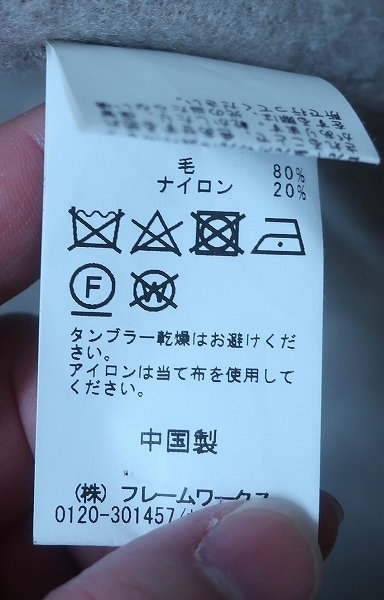 毛 80%
ナイロン 20%
F W
タンブラー乾燥はお避けくだ
さい。
アイロンは当て布を使用して
ください。
中国製
(株) フレームワークス
0120-301457/